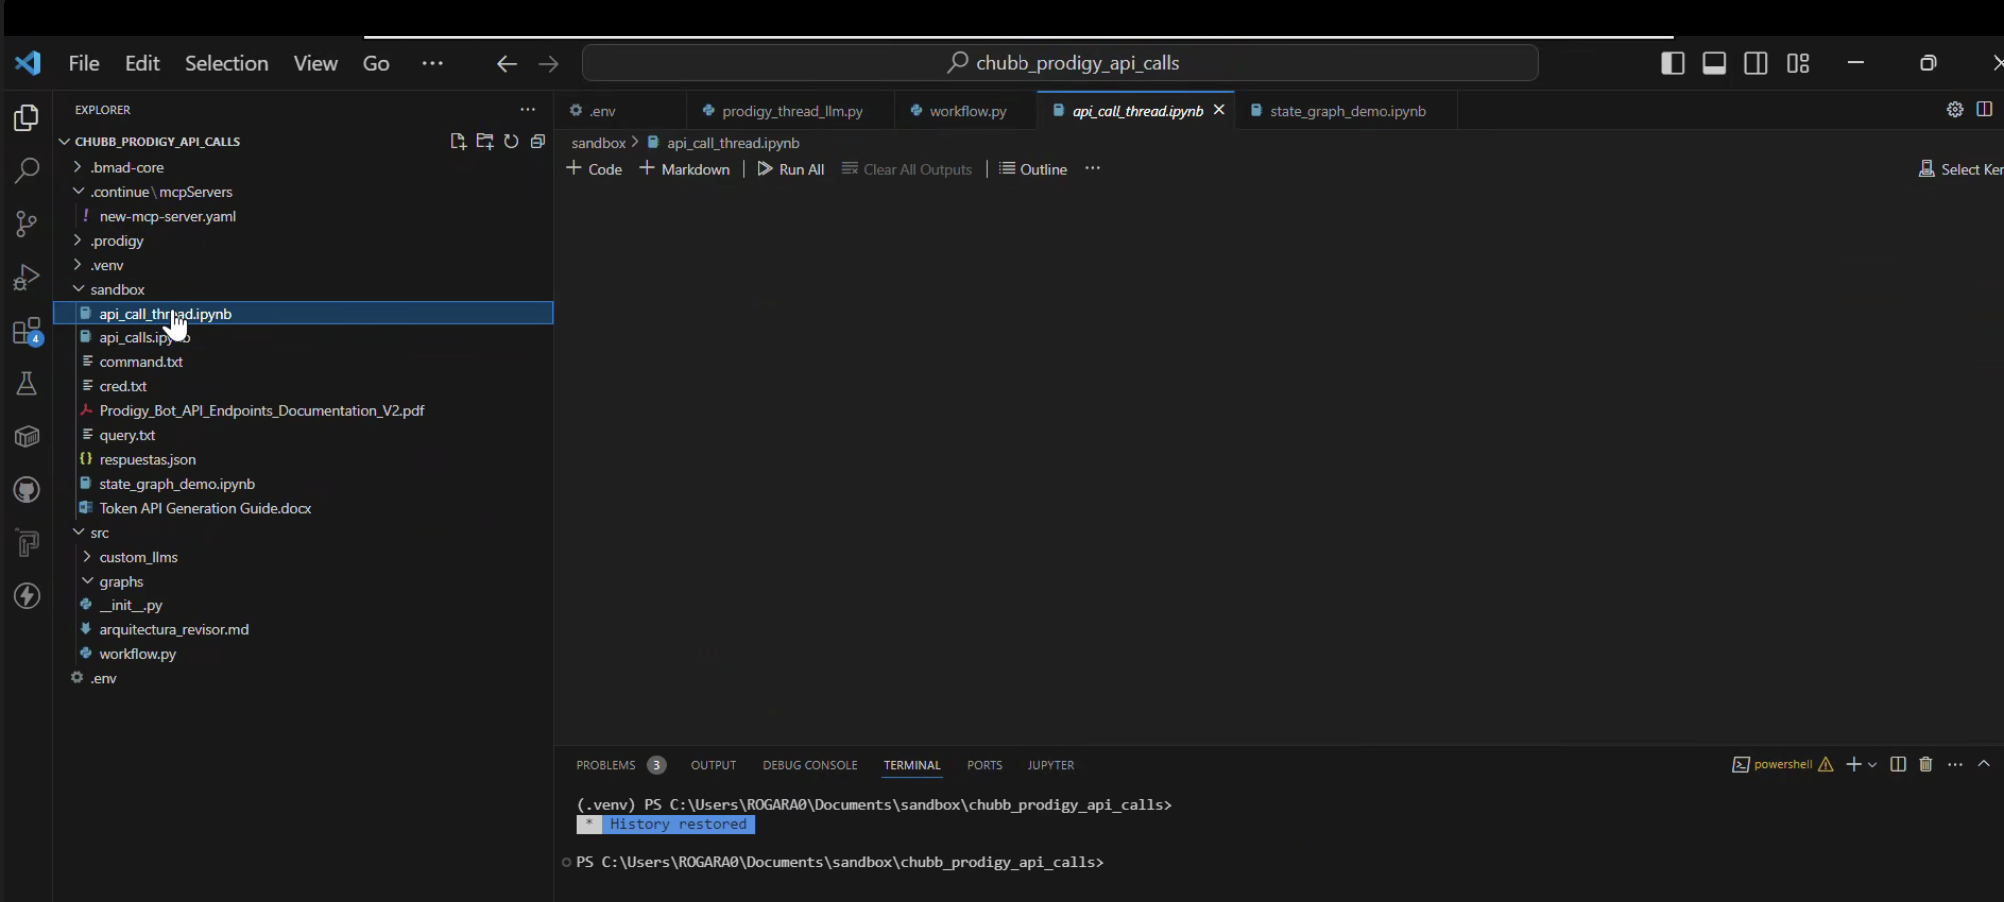 File Edit Selection View Go ··· chubb_prodigy_api_calls
EXPLORER ···
.env prodigy_thread_llm.py workflow.py api_call_thread.ipynb state_graph_demo.ipynb
CHUBB_PRODIGY_API_CALLS
sandbox > api_call_thread.ipynb
+ Code + Markdown Run All Clear All Outputs Outline ··· Select Ker
.bmad-core
.continue \ mcpServers
! new-mcp-server.yaml
.prodigy
.venv
sandbox
api_call_thread.ipynb
api_calls.ipynb
command.txt
cred.txt
Prodigy_Bot_API_Endpoints_Documentation_V2.pdf
query.txt
{} respuestas.json
state_graph_demo.ipynb
Token API Generation Guide.docx
src
custom_llms
graphs
__init__.py
arquitectura_revisor.md
workflow.py
.env
4
PROBLEMS 3 OUTPUT DEBUG CONSOLE TERMINAL PORTS JUPYTER powershell
(.venv) PS C:\Users\ROGARA0\Documents\sandbox\chubb_prodigy_api_calls>
* History restored
PS C:\Users\ROGARA0\Documents\sandbox\chubb_prodigy_api_calls>